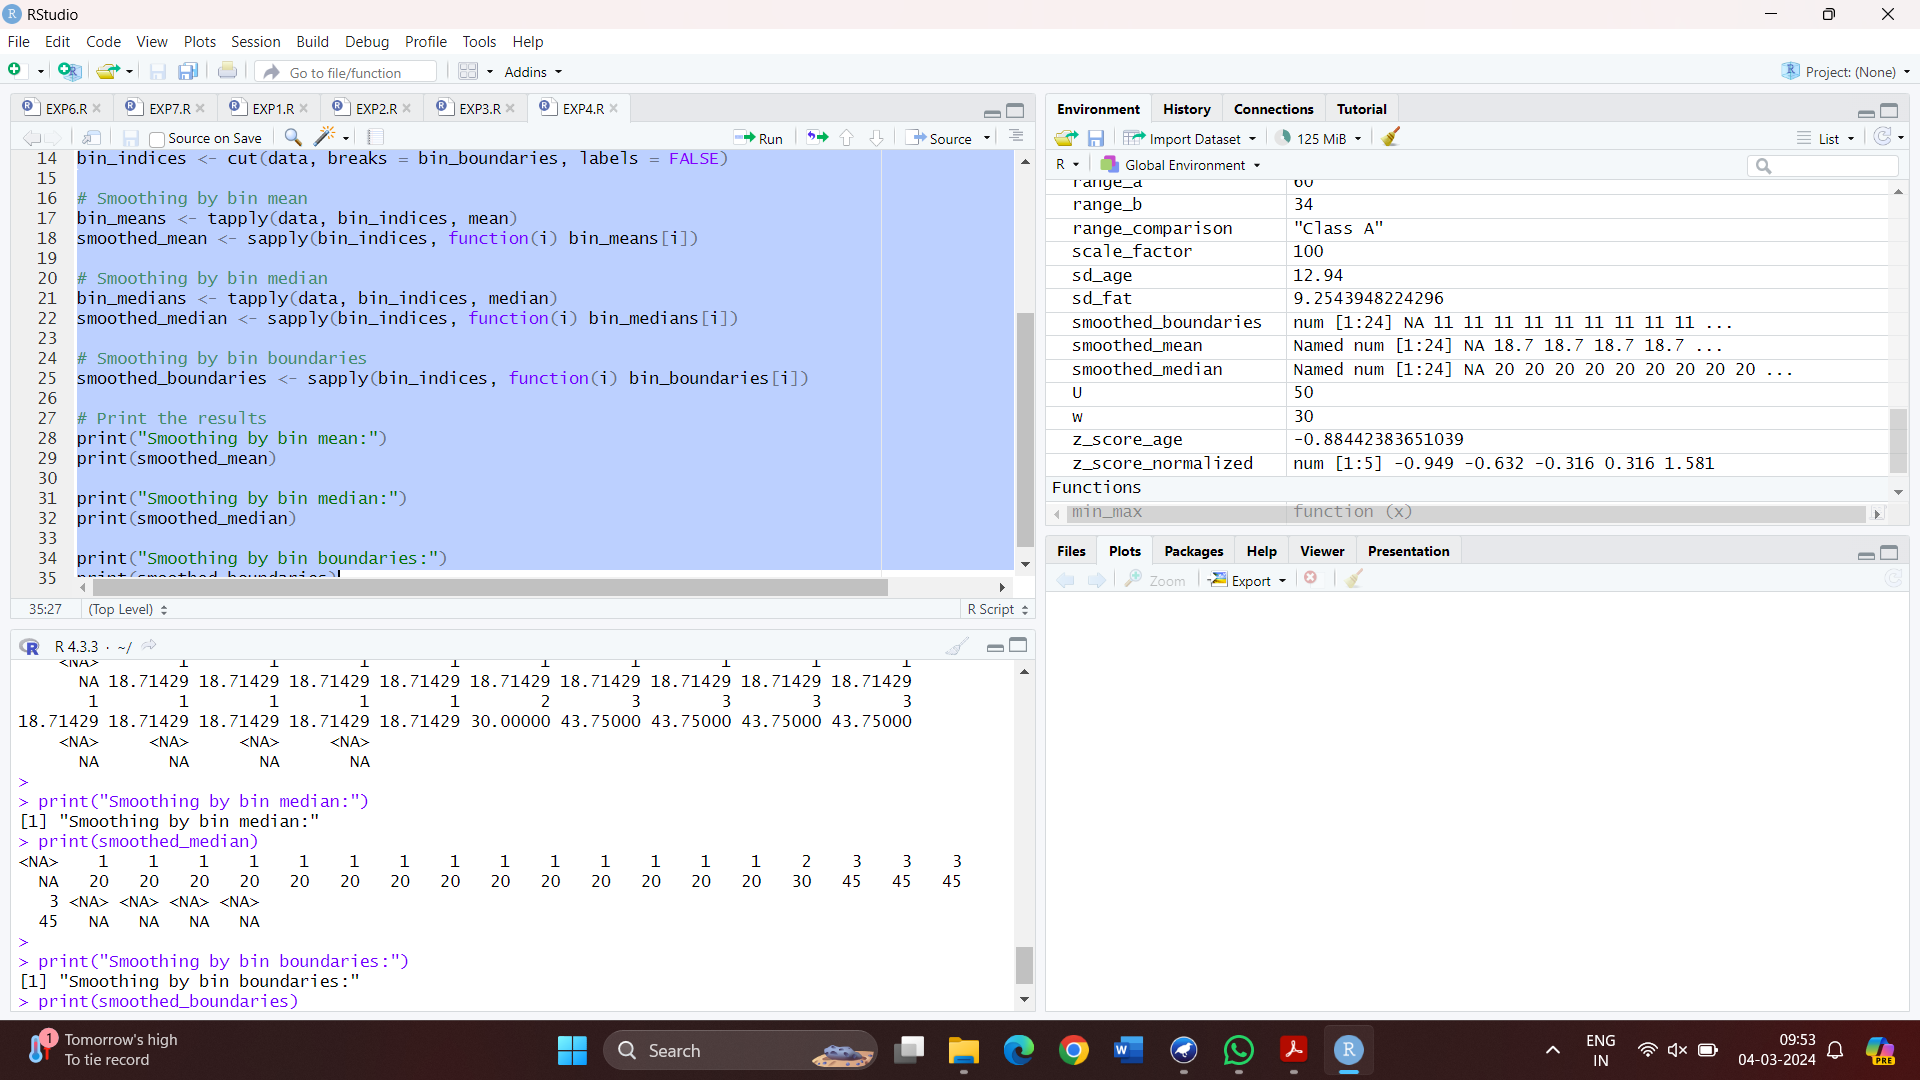 RStudio
File Edit Code View Plots Session Build Debug Profile Tools Help
Go to file/function Addins Project: (None)
EXP6.R EXP7.R EXP1.R EXP2.R EXP3.R EXP4.R
Source on Save Run Source
14 bin_indices <- cut(data, breaks = bin_boundaries, labels = FALSE)
15
16 # Smoothing by bin mean
17 bin_means <- tapply(data, bin_indices, mean)
18 smoothed_mean <- sapply(bin_indices, function(i) bin_means[i])
19
20 # Smoothing by bin median
21 bin_medians <- tapply(data, bin_indices, median)
22 smoothed_median <- sapply(bin_indices, function(i) bin_medians[i])
23
24 # Smoothing by bin boundaries
25 smoothed_boundaries <- sapply(bin_indices, function(i) bin_boundaries[i])
26
27 # Print the results
28 print("Smoothing by bin mean:")
29 print(smoothed_mean)
30
31 print("Smoothing by bin median:")
32 print(smoothed_median)
33
34 print("Smoothing by bin boundaries:")
35 print(smoothed_boundaries)
35:27 (Top Level) R Script
R 4.3.3 · ~/
<NA> 1 1 1 1 1 1 1 1 1
NA 18.71429 18.71429 18.71429 18.71429 18.71429 18.71429 18.71429 18.71429 18.71429
1 1 1 1 1 2 3 3 3 3
18.71429 18.71429 18.71429 18.71429 18.71429 30.00000 43.75000 43.75000 43.75000 43.75000
<NA> <NA> <NA> <NA>
NA NA NA NA
>
> print("Smoothing by bin median:")
[1] "Smoothing by bin median:"
> print(smoothed_median)
<NA> 1 1 1 1 1 1 1 1 1 1 1 1 1 1 2 3 3 3
NA 20 20 20 20 20 20 20 20 20 20 20 20 20 20 30 45 45 45
3 <NA> <NA> <NA> <NA>
45 NA NA NA NA
>
> print("Smoothing by bin boundaries:")
[1] "Smoothing by bin boundaries:"
> print(smoothed_boundaries)
Environment History Connections Tutorial
Import Dataset 125 MiB List
R Global Environment
range_a 60
range_b 34
range_comparison "Class A"
scale_factor 100
sd_age 12.94
sd_fat 9.2543948224296
smoothed_boundaries num [1:24] NA 11 11 11 11 11 11 11 11 11 ...
smoothed_mean Named num [1:24] NA 18.7 18.7 18.7 18.7 ...
smoothed_median Named num [1:24] NA 20 20 20 20 20 20 20 20 20 ...
U 50
w 30
z_score_age -0.88442383651039
z_score_normalized num [1:5] -0.949 -0.632 -0.316 0.316 1.581
Functions
min_max function (x)
Files Plots Packages Help Viewer Presentation
Zoom Export
1 Tomorrow's high
To tie record
Search
ENG
IN
09:53
04-03-2024
PRE